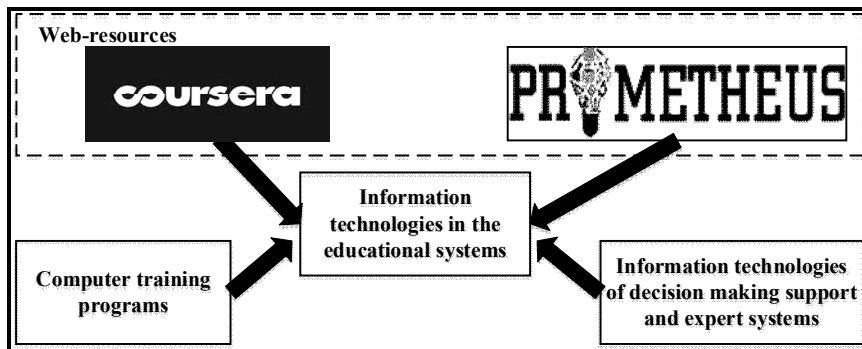 Web-resources
coursera
PROMETHEUS
Information
technologies in the
educational systems
Computer training
programs
Information technologies
of decision making support
and expert systems